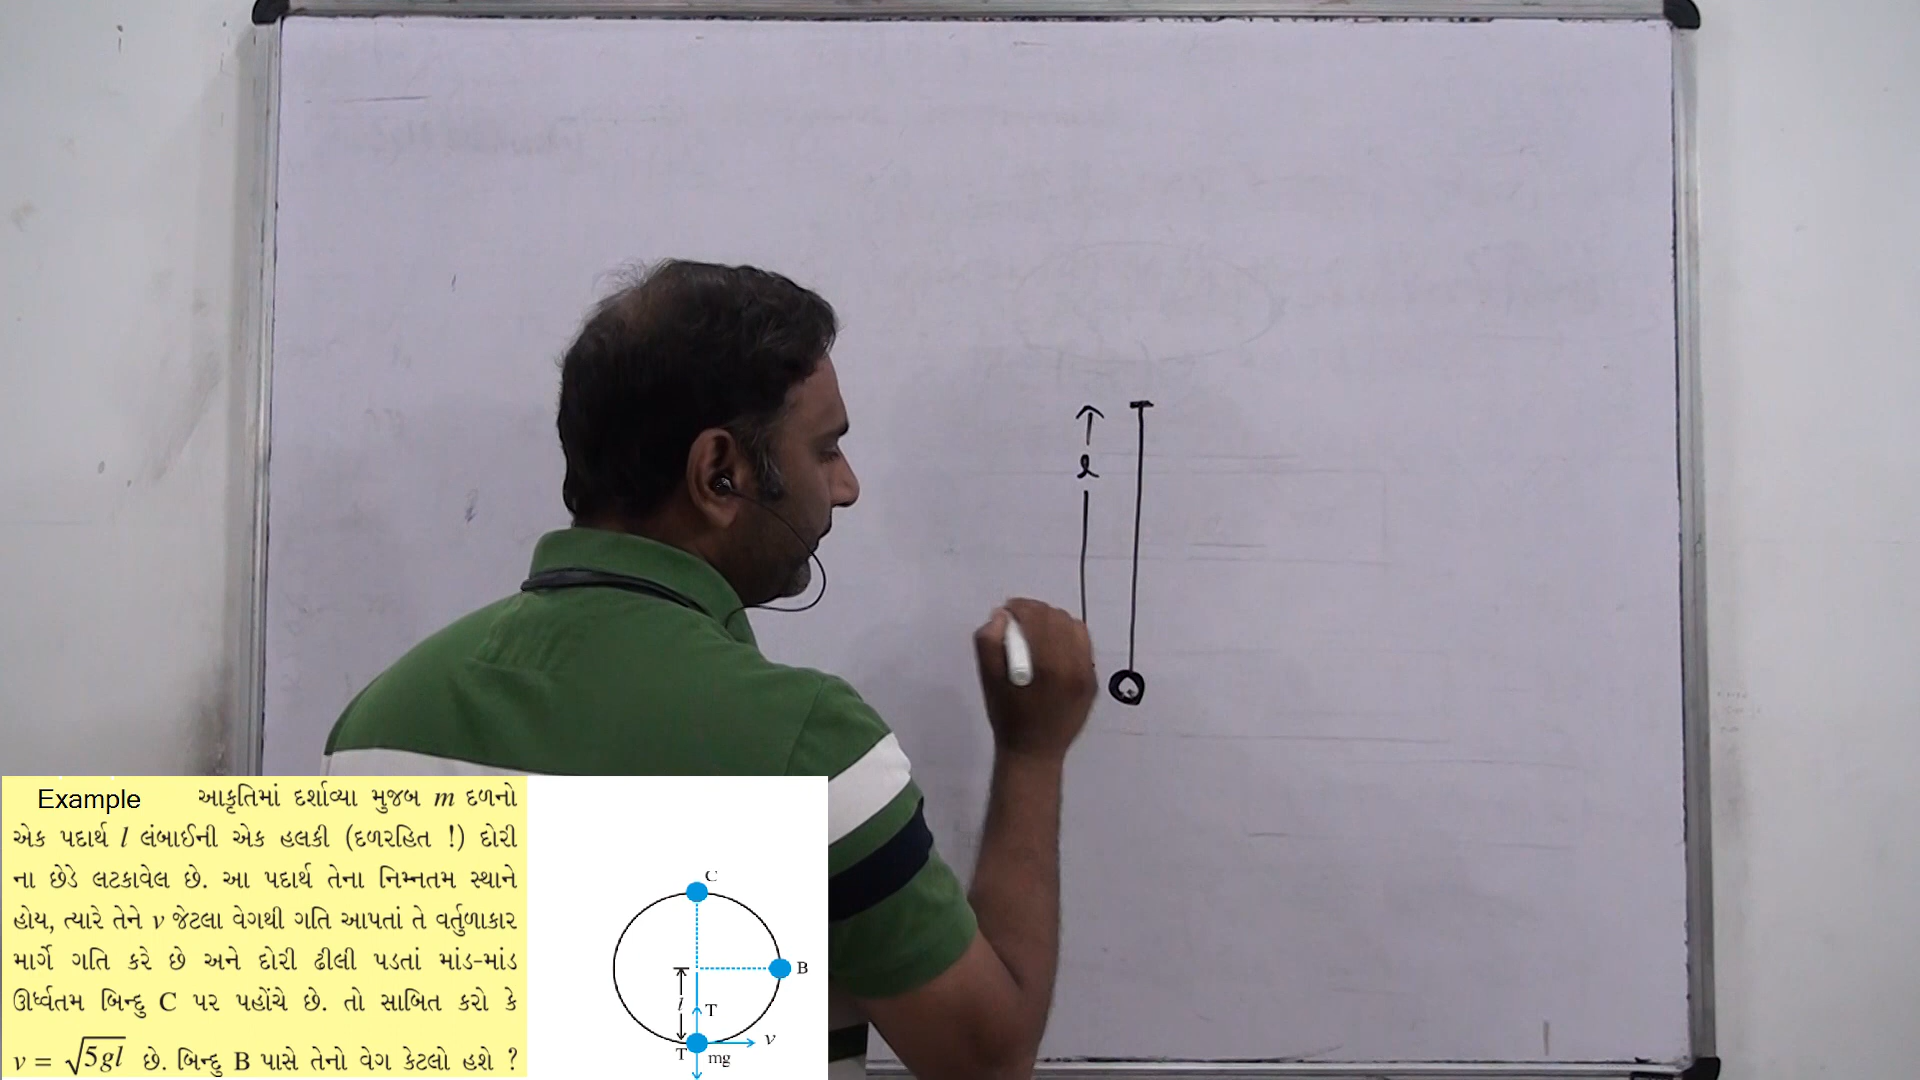 l
Example આકૃતિમાં દર્શાવ્યા મુજબ m દળનો
એક પદાર્થ l લંબાઈની એક હલકી (દળરહિત !) દોરી
ના છેડે લટકાવેલ છે. આ પદાર્થ તેના નિમ્નતમ સ્થાને
હોય, ત્યારે તેને v જેટલા વેગથી ગતિ આપતાં તે વર્તુળાકાર
માર્ગે ગતિ કરે છે અને દોરી ઢીલી પડતાં માંડ-માંડ
ઊર્ધ્વતમ બિન્દુ C પર પહોંચે છે. તો સાબિત કરો કે
v = √5gl છે. બિન્દુ B પાસે તેનો વેગ કેટલો હશે ?
C
B
l
T
v
T
mg